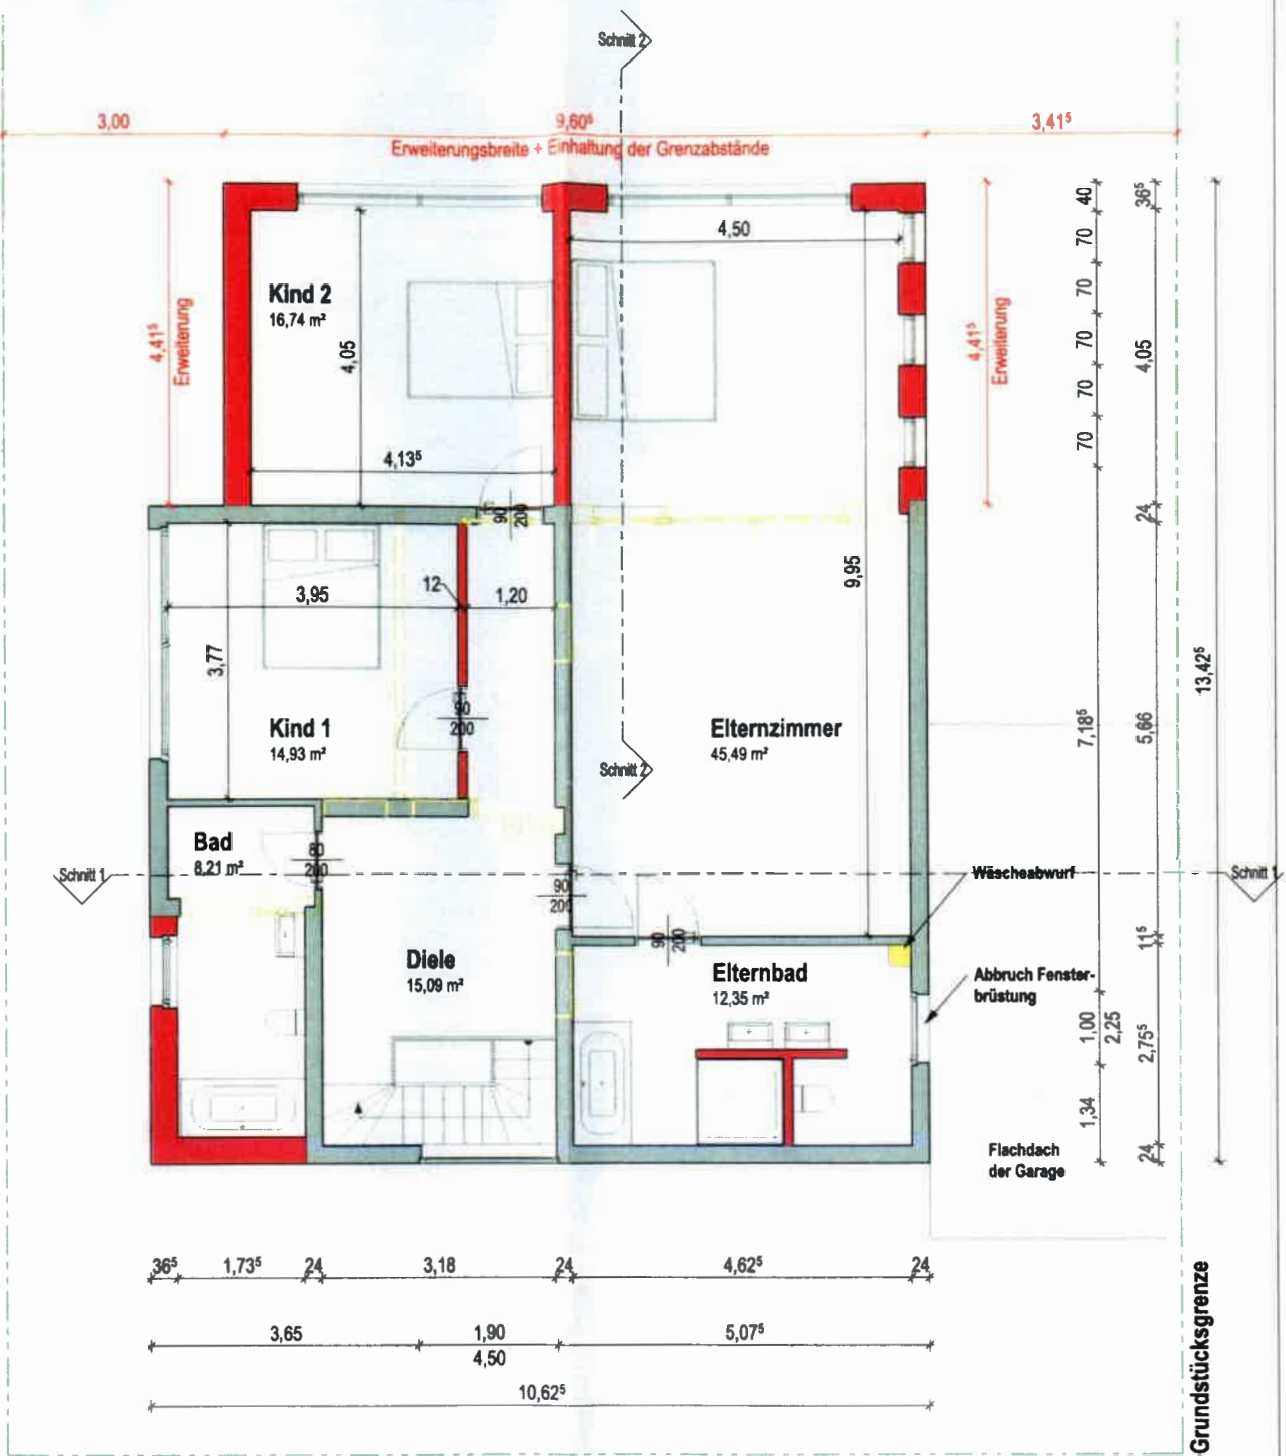 Schnitt 2
3,00
9,60⁵
3,41⁵
Erweiterungsbreite + Einhaltung der Grenzabstände
40
36⁵
4,50
70
Kind 2
16,74 m²
70
4,41⁵
Erweiterung
4,05
4,41⁵
Erweiterung
70
4,05
70
4,13⁵
70
90
200
24
9,95
3,95
12
1,20
3,77
13,42⁵
90
200
Kind 1
14,93 m²
Elternzimmer
45,49 m²
7,18⁵
5,66
Schnitt 2
Bad
8,21 m²
80
200
Schnitt 1
Wäscheabwurf
Schnitt 1
90
200
90
200
11⁵
Diele
15,09 m²
Elternbad
12,35 m²
Abbruch Fenster-
brüstung
1,00
2,25
2,75⁵
1,34
Flachdach
der Garage
24
36⁵
1,73⁵
24
3,18
24
4,62⁵
24
3,65
1,90
4,50
5,07⁵
10,62⁵
Grundstücksgrenze